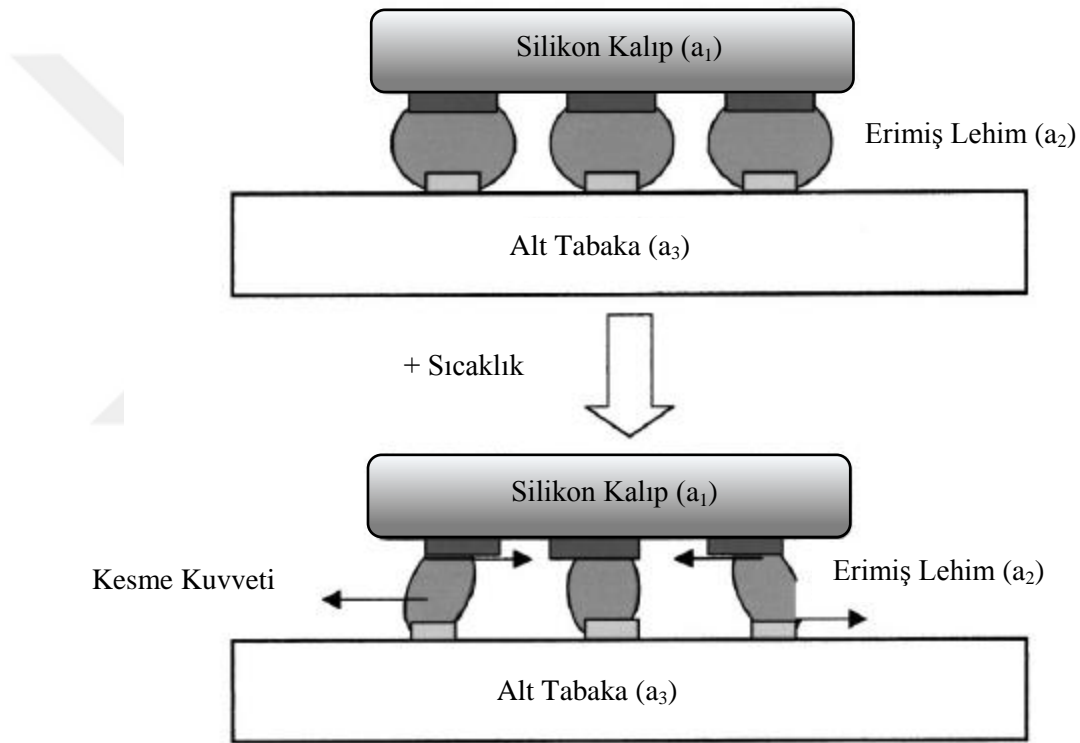 Silikon Kalıp (a₁)
Erimiş Lehim (a₂)
Alt Tabaka (a₃)
+ Sıcaklık
Silikon Kalıp (a₁)
Kesme Kuvveti
Erimiş Lehim (a₂)
Alt Tabaka (a₃)